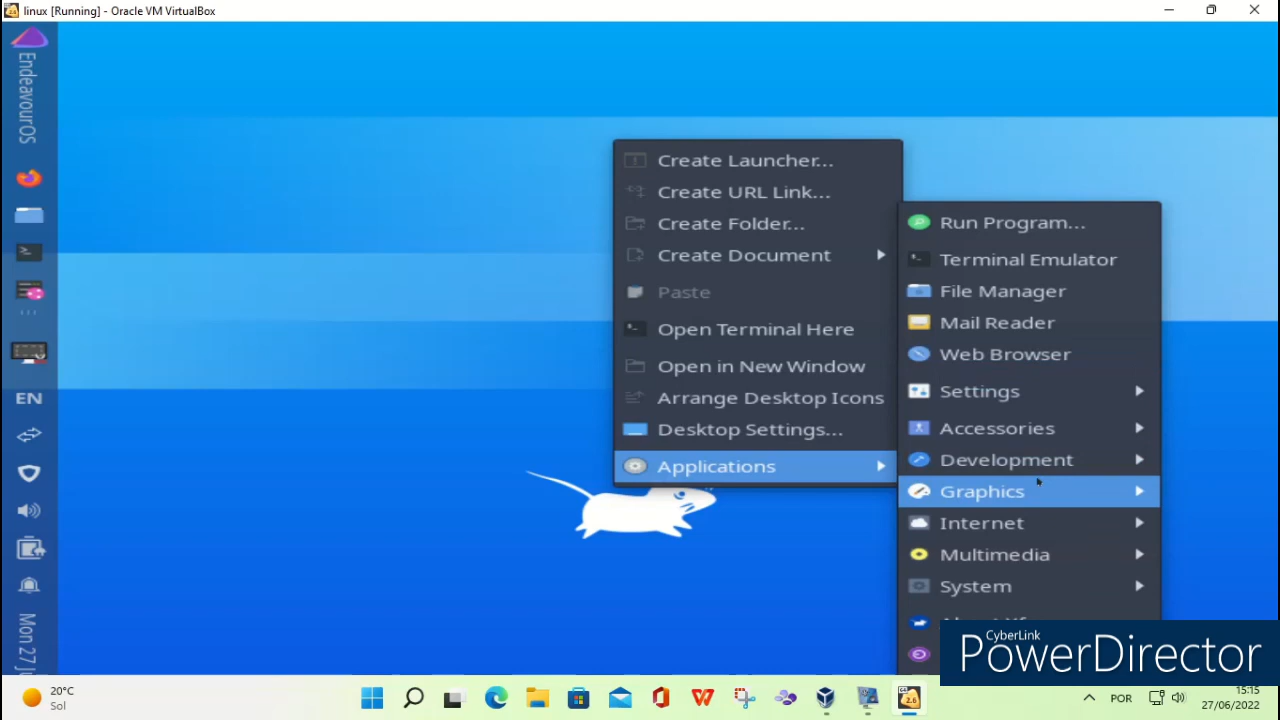 linux [Running] - Oracle VM VirtualBox
EndeavourOS
EN
Mon 27
Create Launcher...
Create URL Link...
Create Folder...
Create Document
Paste
Open Terminal Here
Open in New Window
Arrange Desktop Icons
Desktop Settings...
Applications
Run Program...
Terminal Emulator
File Manager
Mail Reader
Web Browser
Settings
Accessories
Development
Graphics
Internet
Multimedia
System
CyberLink
PowerDirector
20°C
Sol
POR
15:15
27/06/2022